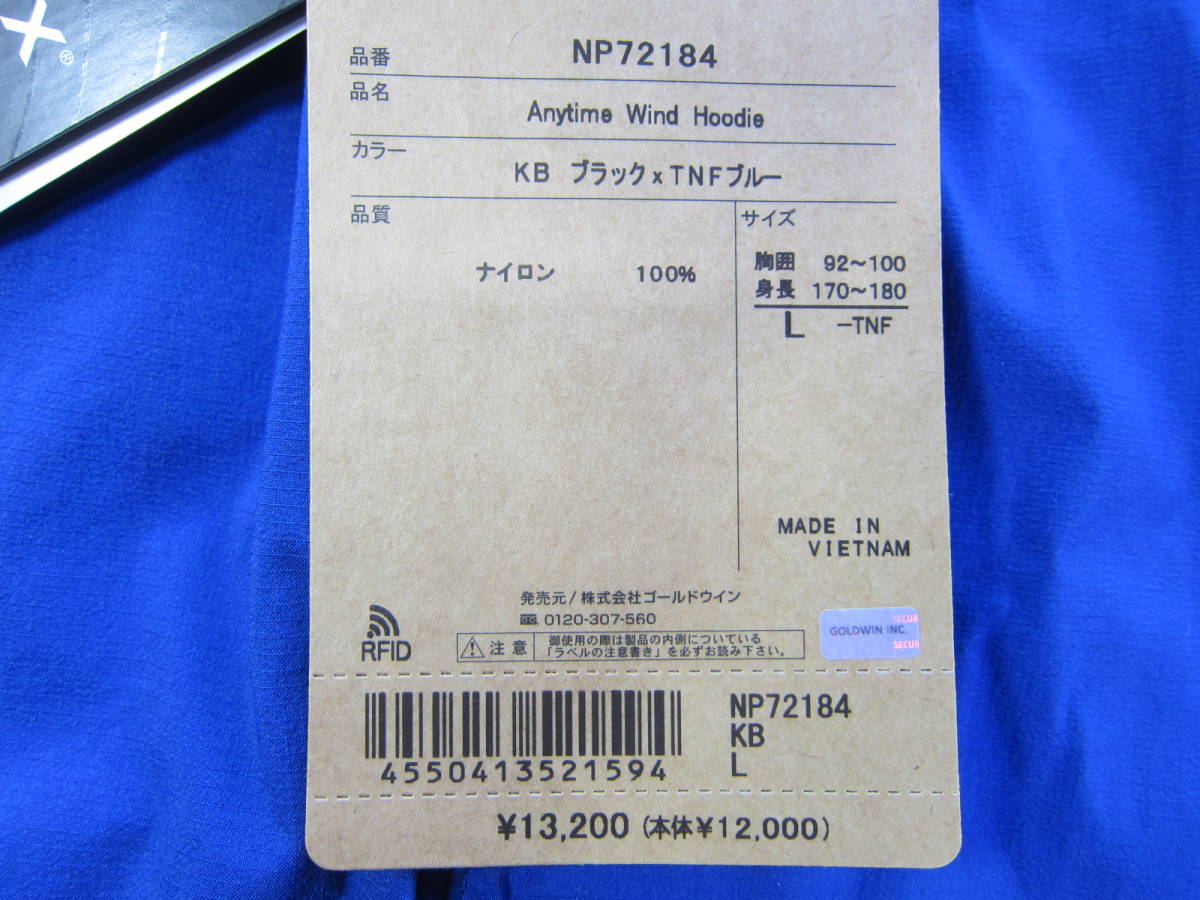 X®
品番 NP72184
品名 Anytime Wind Hoodie
カラー KB ブラックxTNFブルー
品質
ナイロン 100%
サイズ
胸囲 92~100
身長 170~180
L -TNF
MADE IN
VIETNAM
発売元/株式会社ゴールドウイン
0120-307-560
RFID
注意
御使用の際は製品の内側についている
「ラベルの注意書き」を必ずお読み下さい。
GOLDWIN INC.
SECUR
SECUR
4550413521594
NP72184
KB
L
¥13,200 (本体¥12,000)